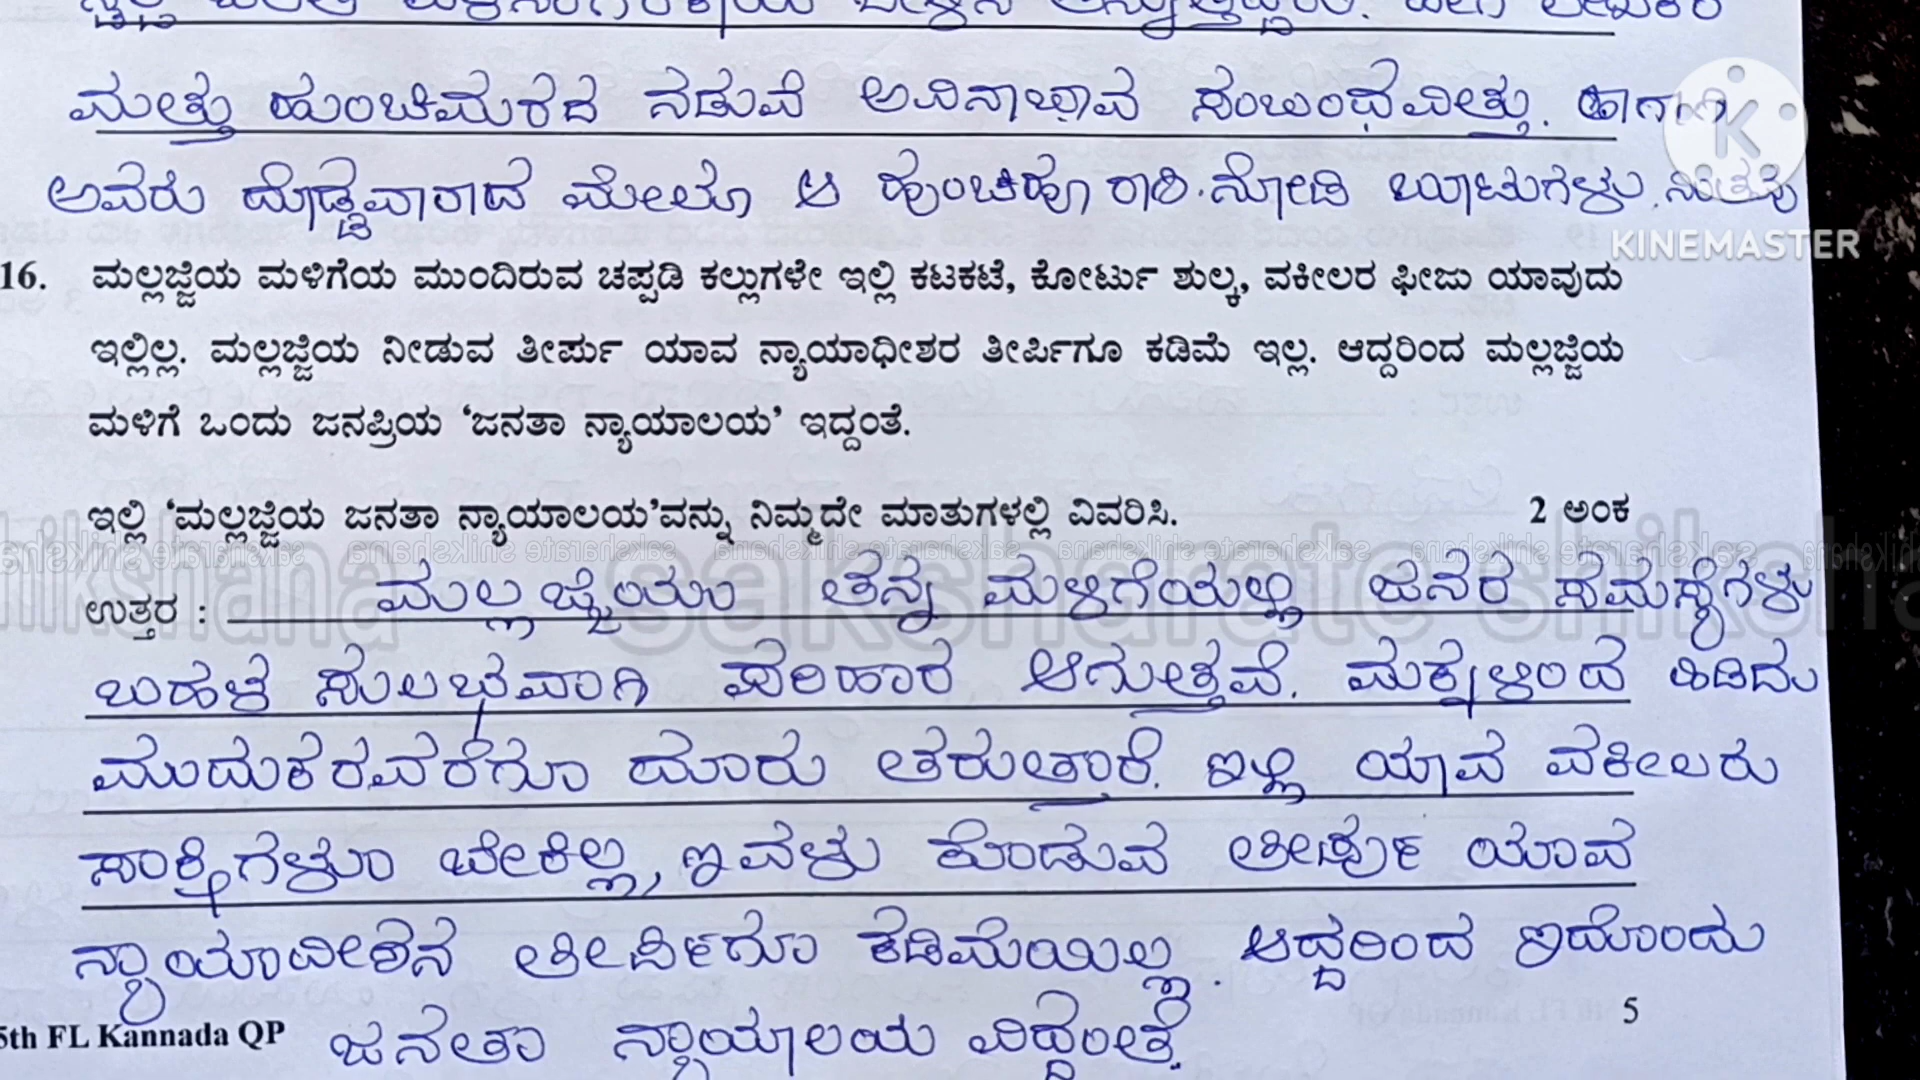 ಮತ್ತು ಹುಂಚಿಮರದ ನಡುವೆ ಅವಿನಾಭಾವ ಸಂಬಂಧವಿತ್ತು. ಹಾಗಾಗಿ
ಅವರು ದೊಡ್ಡವಾರಾದ ಮೇಲೂ ಆ ಹುಂಚಿಹೂ ರಾಶಿ. ನೋಡಿ
KINEMASTER
16. ಮಲ್ಲಜ್ಜಿಯ ಮಳಿಗೆಯ ಮುಂದಿರುವ ಚಪ್ಪಡಿ ಕಲ್ಲುಗಳೇ ಇಲ್ಲಿ ಕಟಕಟೆ, ಕೋರ್ಟು ಶುಲ್ಕ, ವಕೀಲರ ಫೀಜು ಯಾವುದು
ಇಲ್ಲಿಲ್ಲ. ಮಲ್ಲಜ್ಜಿಯ ನೀಡುವ ತೀರ್ಪು ಯಾವ ನ್ಯಾಯಾಧೀಶರ ತೀರ್ಪಿಗೂ ಕಡಿಮೆ ಇಲ್ಲ. ಆದ್ದರಿಂದ ಮಲ್ಲಜ್ಜಿಯ
ಮಳಿಗೆ ಒಂದು ಜನಪ್ರಿಯ ‘ಜನತಾ ನ್ಯಾಯಾಲಯ’ ಇದ್ದಂತೆ.
ಇಲ್ಲಿ ‘ಮಲ್ಲಜ್ಜಿಯ ಜನತಾ ನ್ಯಾಯಾಲಯ’ವನ್ನು ನಿಮ್ಮದೇ ಮಾತುಗಳಲ್ಲಿ ವಿವರಿಸಿ. 2 ಅಂಕ
saksharate shikshana
ಉತ್ತರ : ಮಲ್ಲಜ್ಜಿಯು ತನ್ನ ಮಳಿಗೆಯಲ್ಲಿ ಜನರ ಸಮಸ್ಯೆಗಳು
ಬಹಳ ಸುಲಭವಾಗಿ ಪರಿಹಾರ ಆಗುತ್ತವೆ. ಮಕ್ಕಳಿಂದ ಹಿಡಿದು
ಮುದುಕರವರೆಗೂ ದೂರು ತರುತ್ತಾರೆ. ಇಲ್ಲಿ ಯಾವ ವಕೀಲರು
ಸಾಕ್ಷಿಗಳೂ ಬೇಕಿಲ್ಲ, ಇವಳು ಕೊಡುವ ತೀರ್ಪು ಯಾವ
ನ್ಯಾಯಾಧೀಶನ ತೀರ್ಪಿಗೂ ಕಡಿಮೆಯಿಲ್ಲ. ಆದ್ದರಿಂದ ಇದೊಂದು
ಜನತಾ ನ್ಯಾಯಾಲಯ ವಿದ್ದಂತೆ.
5th FL Kannada QP 5